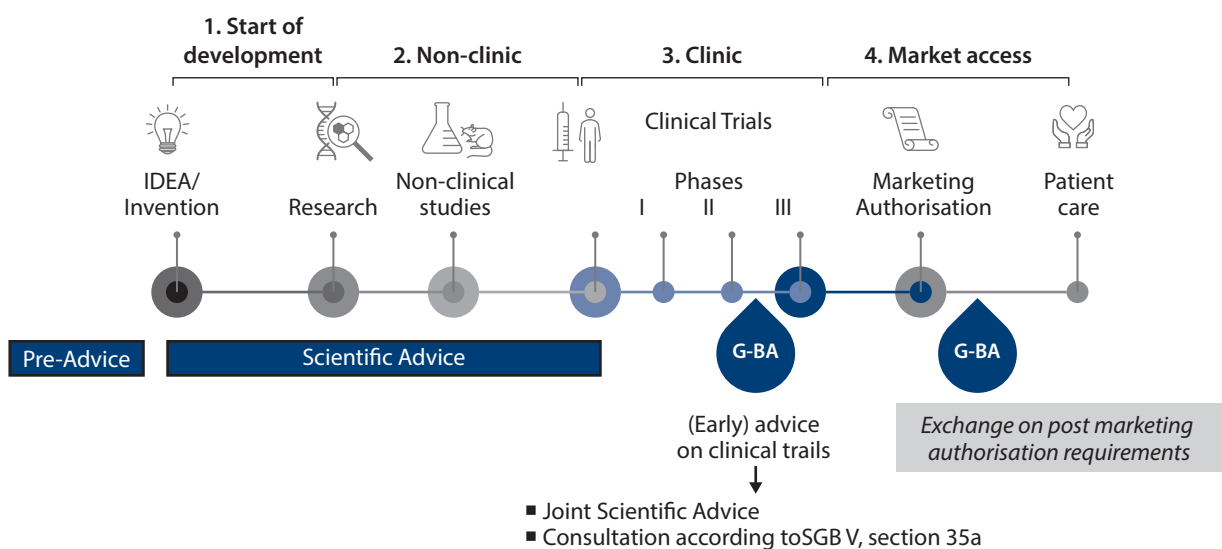 1. Start of
development
2. Non-clinic
3. Clinic
4. Market access
Clinical Trials
IDEA/
Invention
Research
Non-clinical
studies
Phases
I II III
Marketing
Authorisation
Patient
care
Pre-Advice
Scientific Advice
G-BA
G-BA
(Early) advice
on clinical trails
Exchange on post marketing
authorisation requirements
■ Joint Scientific Advice
■ Consultation according toSGB V, section 35a